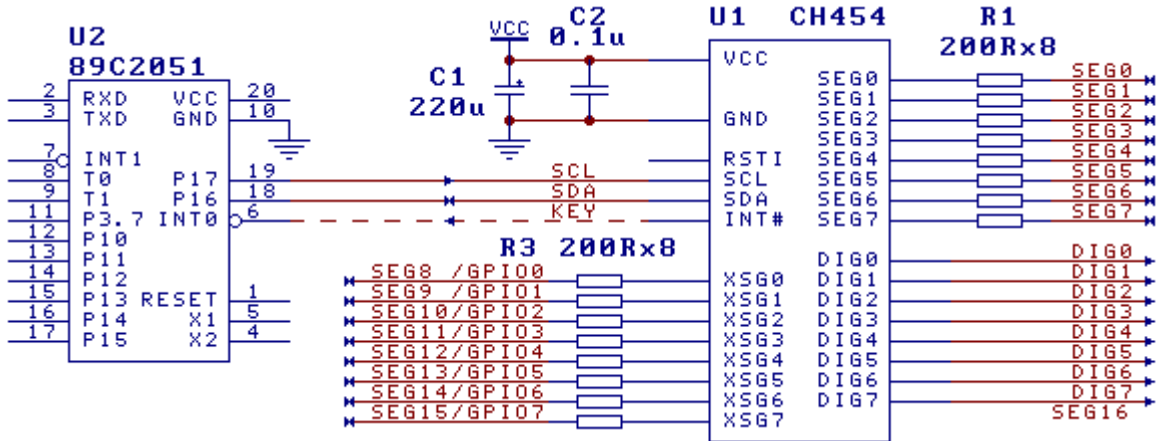 U2
89C2051
2 RXD VCC 20
3 TXD GND 10
7 INT1
8 T0 P17 19
9 T1 P16 18
11 P3.7 INT0 6
12 P10
13 P11
14 P12
15 P13 RESET 1
16 P14 X1 5
17 P15 X2 4
VCC
C2
0.1u
C1
220u
SCL
SDA
KEY
U1 CH454
VCC
GND
RSTI
SCL
SDA
INT#
SEG0
SEG1
SEG2
SEG3
SEG4
SEG5
SEG6
SEG7
DIG0
DIG1
DIG2
DIG3
DIG4
DIG5
DIG6
DIG7
XSG0
XSG1
XSG2
XSG3
XSG4
XSG5
XSG6
XSG7
R3 200Rx8
SEG8 /GPIO0
SEG9 /GPIO1
SEG10/GPIO2
SEG11/GPIO3
SEG12/GPIO4
SEG13/GPIO5
SEG14/GPIO6
SEG15/GPIO7
R1
200Rx8
SEG0
SEG1
SEG2
SEG3
SEG4
SEG5
SEG6
SEG7
DIG0
DIG1
DIG2
DIG3
DIG4
DIG5
DIG6
DIG7
SEG16